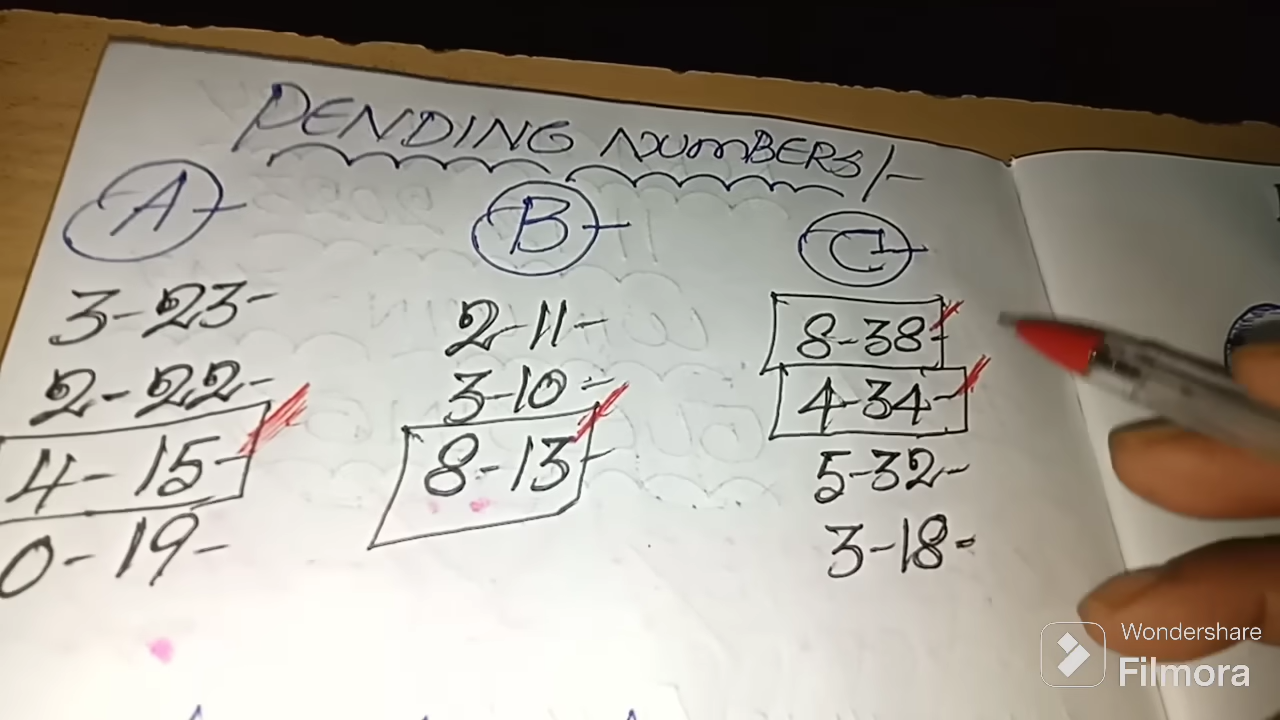 PENDING NUMBERS/-
A
3-23-
2-22-
4-15-
0-19-
B
2-11-
3-10-
8-13-
C
8-38-
4-34-
5-32-
3-18-
Wondershare
Filmora